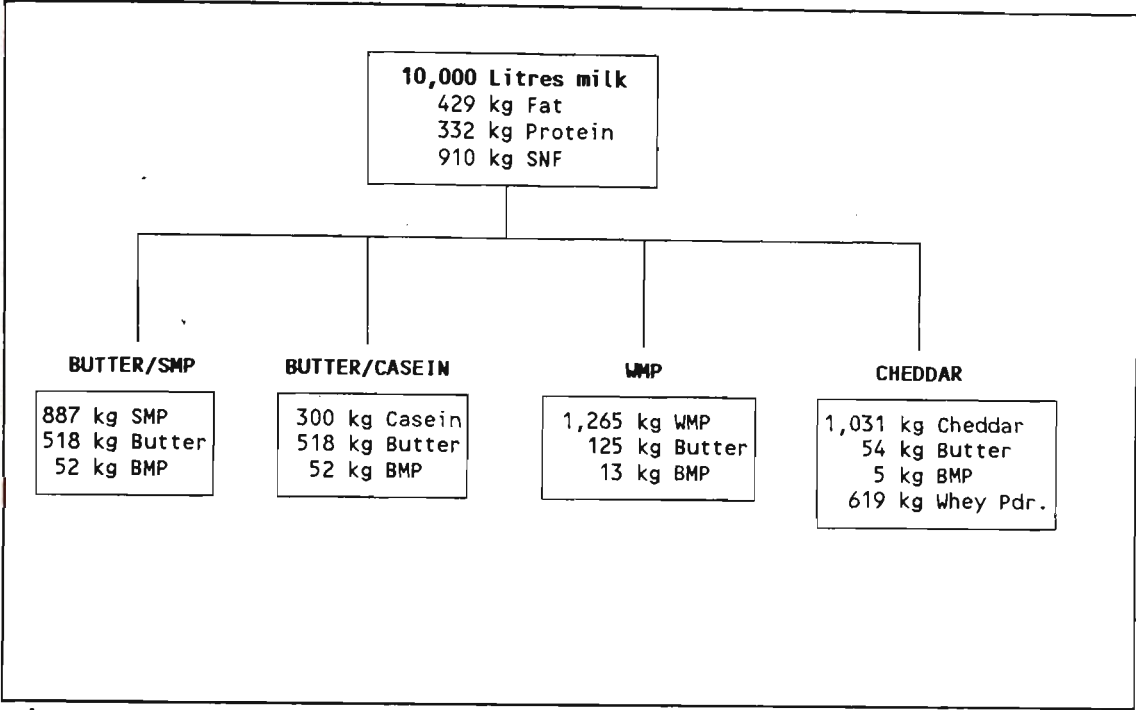 10,000 Litres milk
429 kg Fat
332 kg Protein
910 kg SNF
BUTTER/SMP
887 kg SMP
518 kg Butter
52 kg BMP
BUTTER/CASEIN
300 kg Casein
518 kg Butter
52 kg BMP
WMP
1,265 kg WMP
125 kg Butter
13 kg BMP
CHEDDAR
1,031 kg Cheddar
54 kg Butter
5 kg BMP
619 kg Whey Pdr.